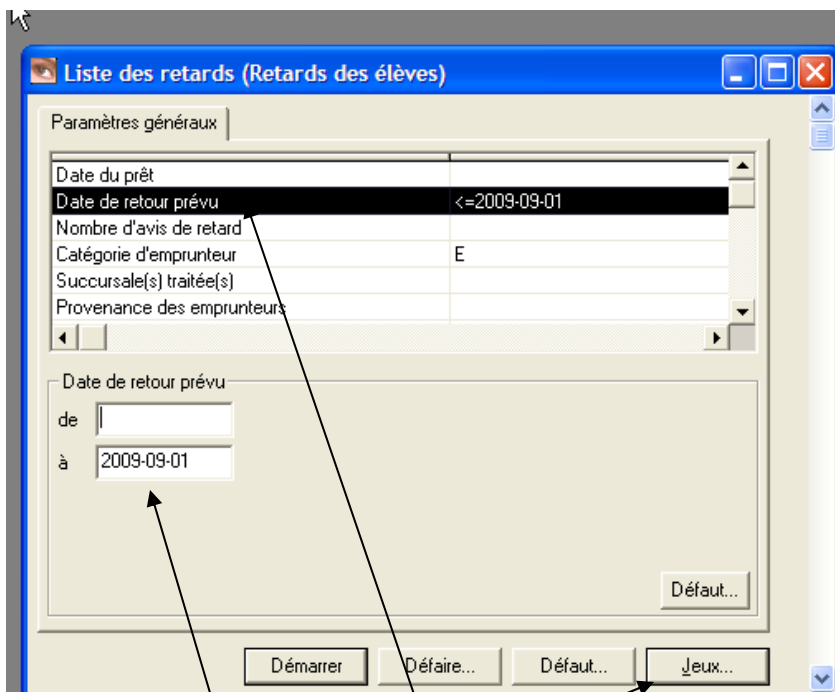 Liste des retards (Retards des élèves)
Paramètres généraux
Date du prêt
Date de retour prévu <=2009-09-01
Nombre d'avis de retard
Catégorie d'emprunteur E
Succursale(s) traitée(s)
Provenance des emprunteurs
Date de retour prévu
de
à 2009-09-01
Défaut...
Démarrer Défaire... Défaut... Jeux...